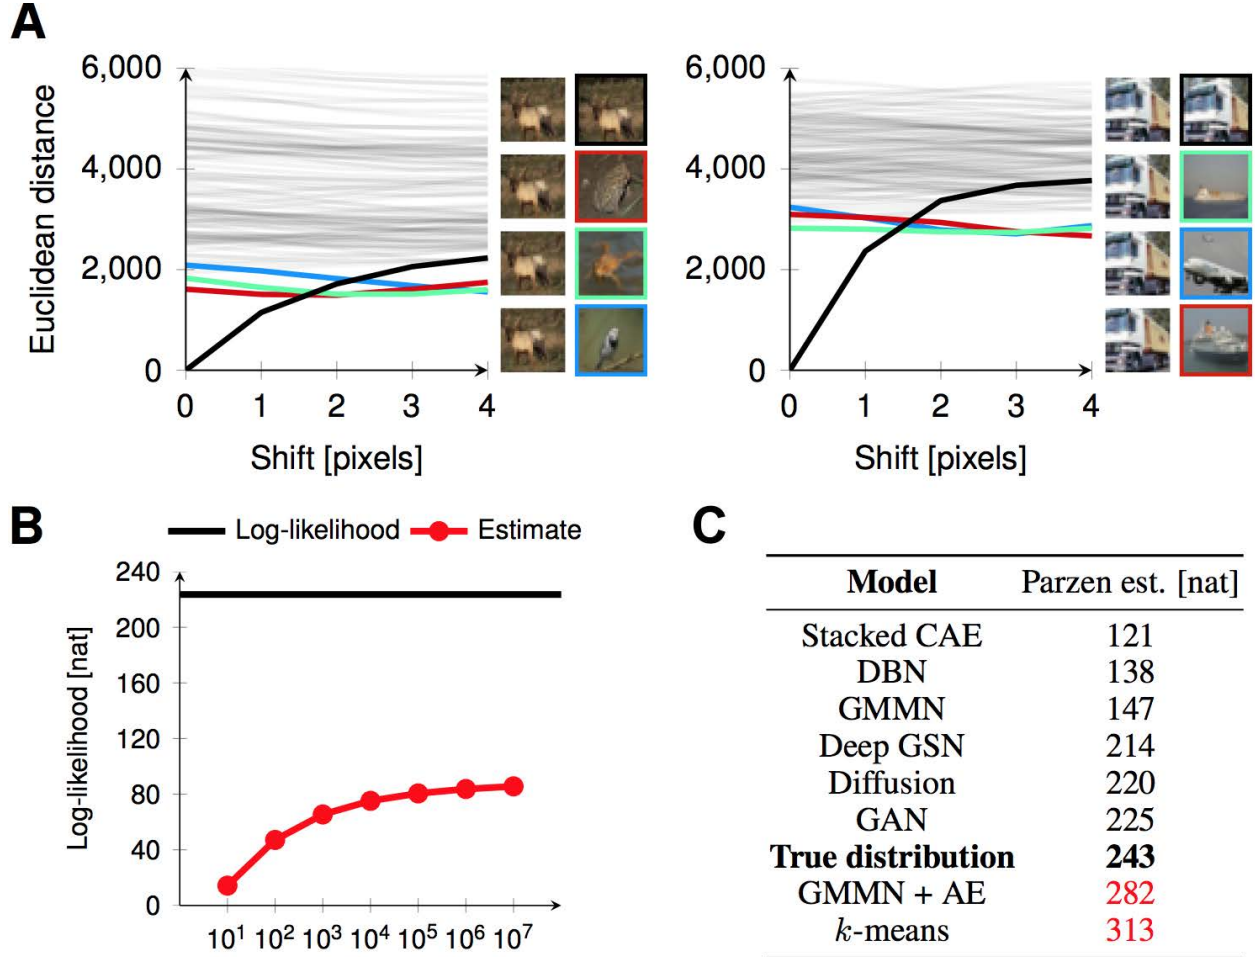 A
Euclidean distance
6,000
4,000
2,000
0
0 1 2 3 4
Shift [pixels]
6,000
4,000
2,000
0
0 1 2 3 4
Shift [pixels]
B
Log-likelihood Estimate
Log-likelihood [nat]
240
200
160
120
80
40
0
10¹ 10² 10³ 10⁴ 10⁵ 10⁶ 10⁷
C
Model Parzen est. [nat]
Stacked CAE 121
DBN 138
GMMN 147
Deep GSN 214
Diffusion 220
GAN 225
True distribution 243
GMMN + AE 282
k-means 313